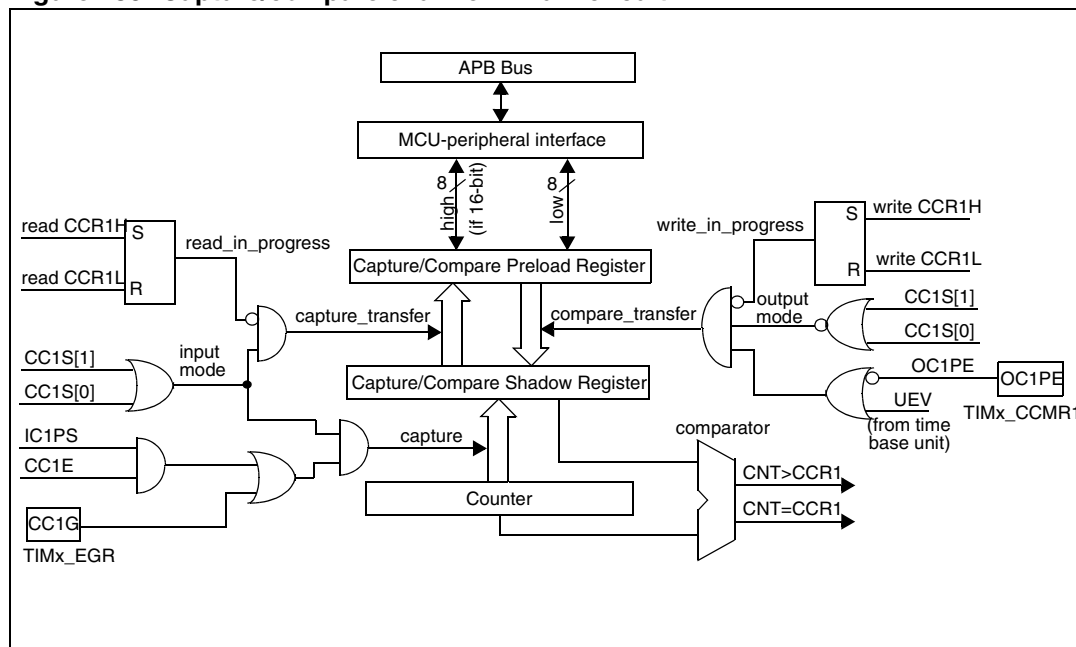 APB Bus
MCU-peripheral interface
8
high
(if 16-bit)
8
low
read CCR1H
S
read_in_progress
read CCR1L
R
write_in_progress
S
write CCR1H
R
write CCR1L
Capture/Compare Preload Register
capture_transfer
compare_transfer
output
mode
CC1S[1]
CC1S[0]
CC1S[1]
input
mode
CC1S[0]
Capture/Compare Shadow Register
OC1PE
OC1PE
UEV
TIMx_CCMR1
(from time
base unit)
IC1PS
CC1E
capture
comparator
Counter
CNT>CCR1
CNT=CCR1
CC1G
TIMx_EGR